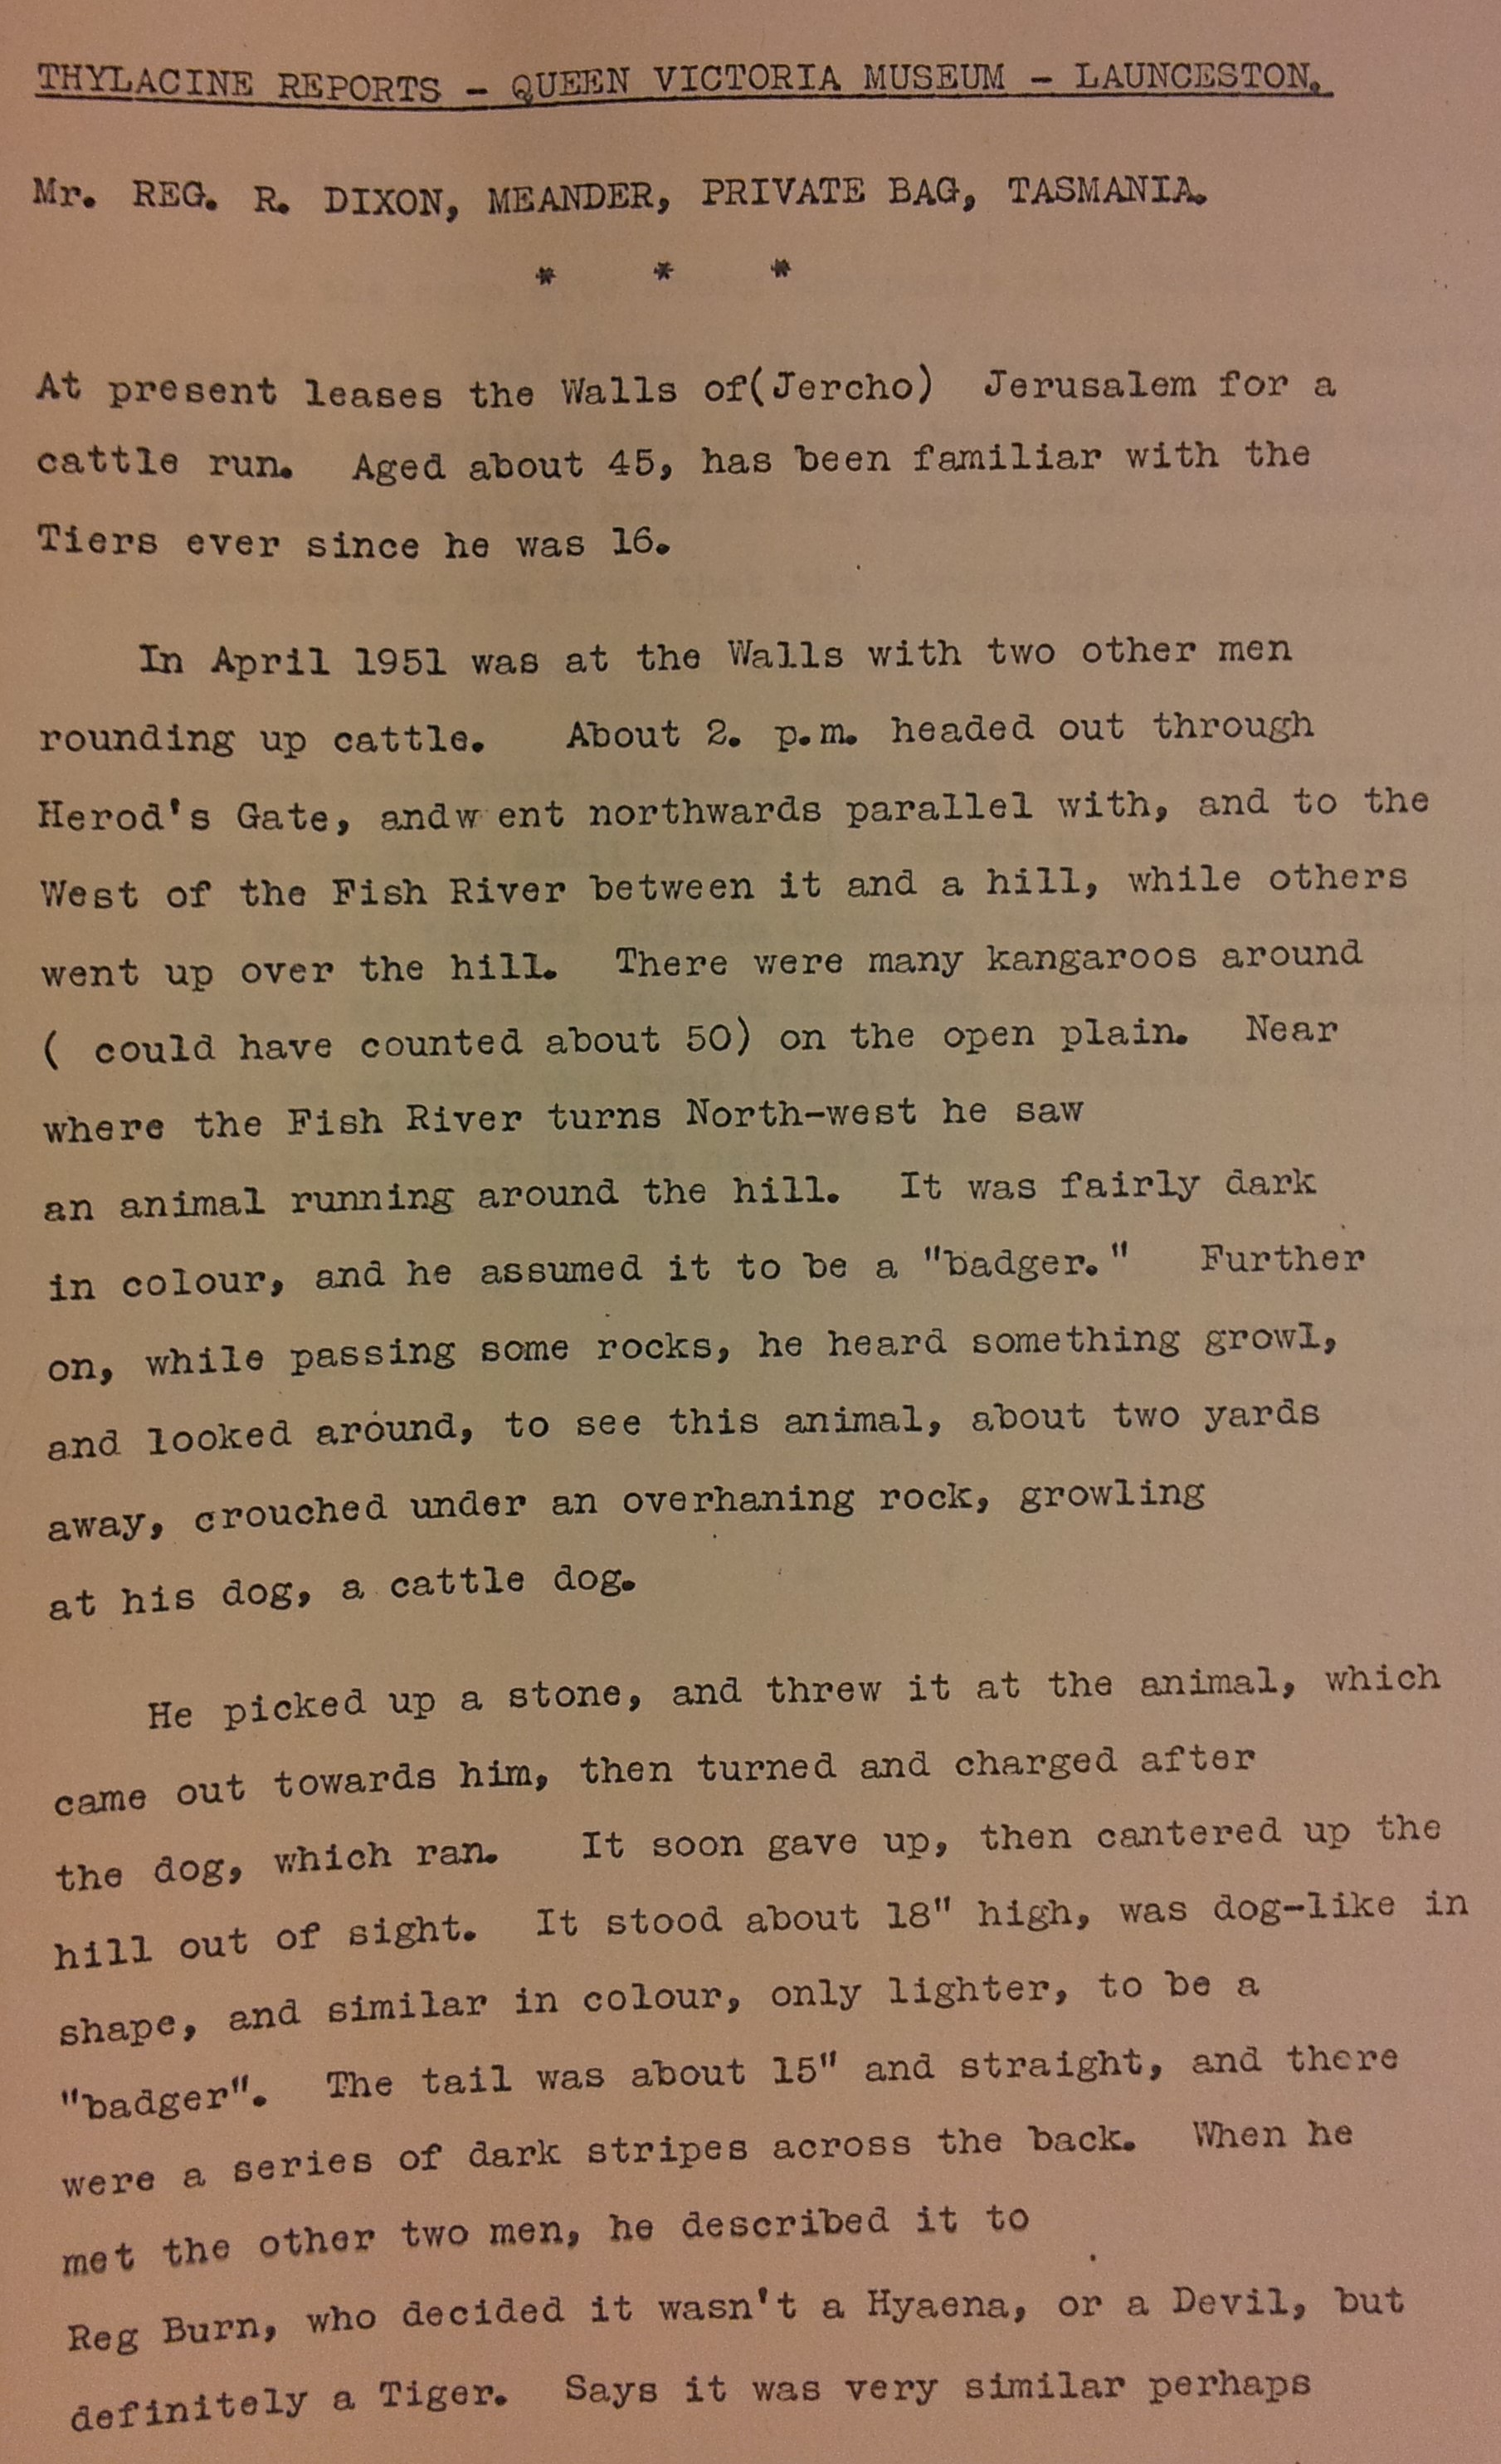 THYLACINE REPORTS - QUEEN VICTORIA MUSEUM - LAUNCESTON.
Mr. REG. R. DIXON, MEANDER, PRIVATE BAG, TASMANIA.
* * *
At present leases the Walls of(Jercho) Jerusalem for a
cattle run. Aged about 45, has been familiar with the
Tiers ever since he was 16.
In April 1951 was at the Walls with two other men
rounding up cattle. About 2. p.m. headed out through
Herod's Gate, andw ent northwards parallel with, and to the
West of the Fish River between it and a hill, while others
went up over the hill. There were many kangaroos around
( could have counted about 50) on the open plain. Near
where the Fish River turns North-west he saw
an animal running around the hill. It was fairly dark
in colour, and he assumed it to be a "badger." Further
on, while passing some rocks, he heard something growl,
and looked around, to see this animal, about two yards
away, crouched under an overhaning rock, growling
at his dog, a cattle dog.
He picked up a stone, and threw it at the animal, which
came out towards him, then turned and charged after
the dog, which ran. It soon gave up, then cantered up the
hill out of sight. It stood about 18" high, was dog-like in
shape, and similar in colour, only lighter, to be a
"badger". The tail was about 15" and straight, and there
were a series of dark stripes across the back. When he
met the other two men, he described it to
Reg Burn, who decided it wasn't a Hyaena, or a Devil, but
definitely a Tiger. Says it was very similar perhaps